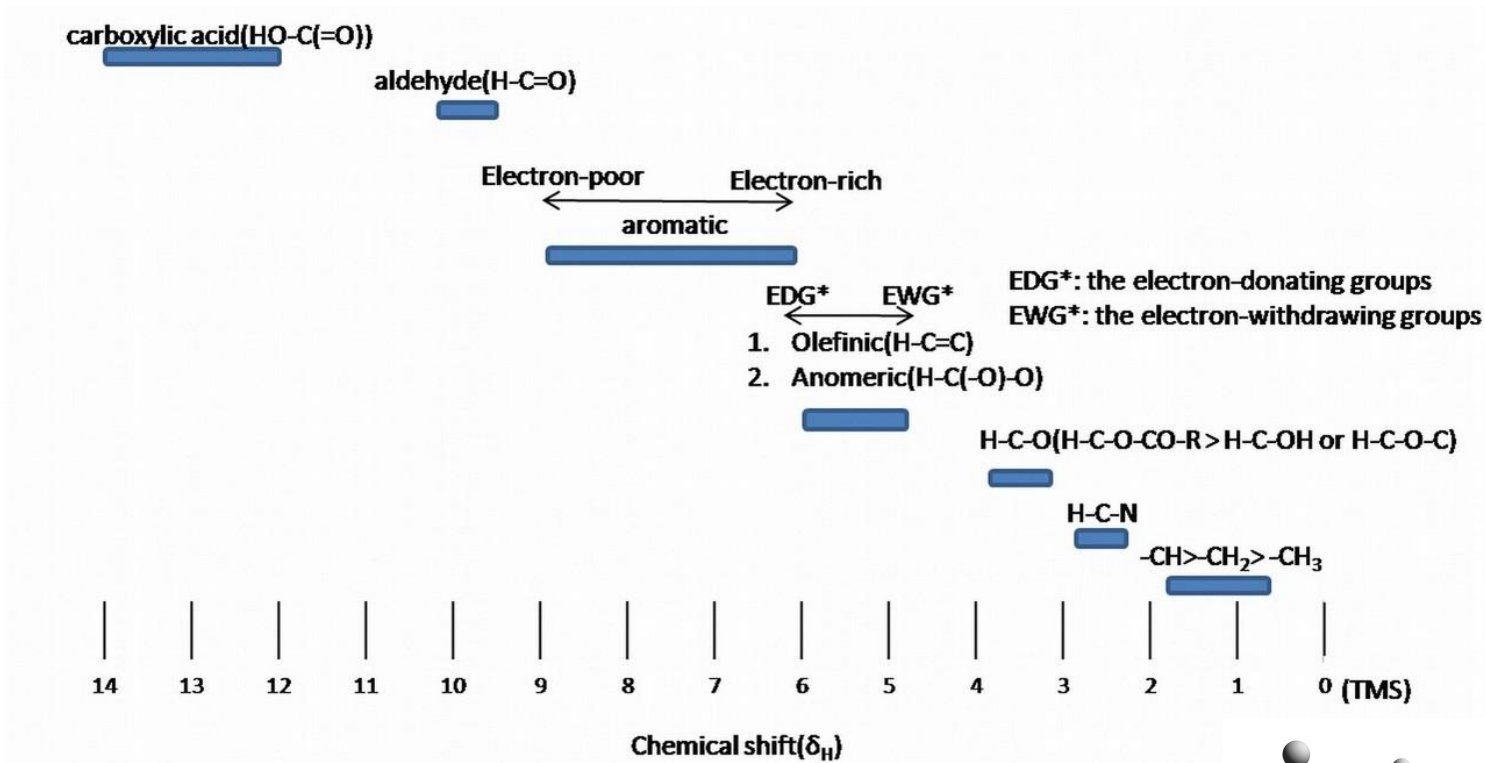 carboxylic acid(HO-C(=O))
aldehyde(H-C=O)
Electron-poor
Electron-rich
aromatic
EDG*
EWG*
EDG*: the electron-donating groups
EWG*: the electron-withdrawing groups
1. Olefinic(H-C=C)
2. Anomeric(H-C(-O)-O)
H-C-O(H-C-O-CO-R>H-C-OH or H-C-O-C)
H-C-N
-CH>-CH₂>-CH₃
14 13 12 11 10 9 8 7 6 5 4 3 2 1 0 (TMS)
Chemical shift(δH)